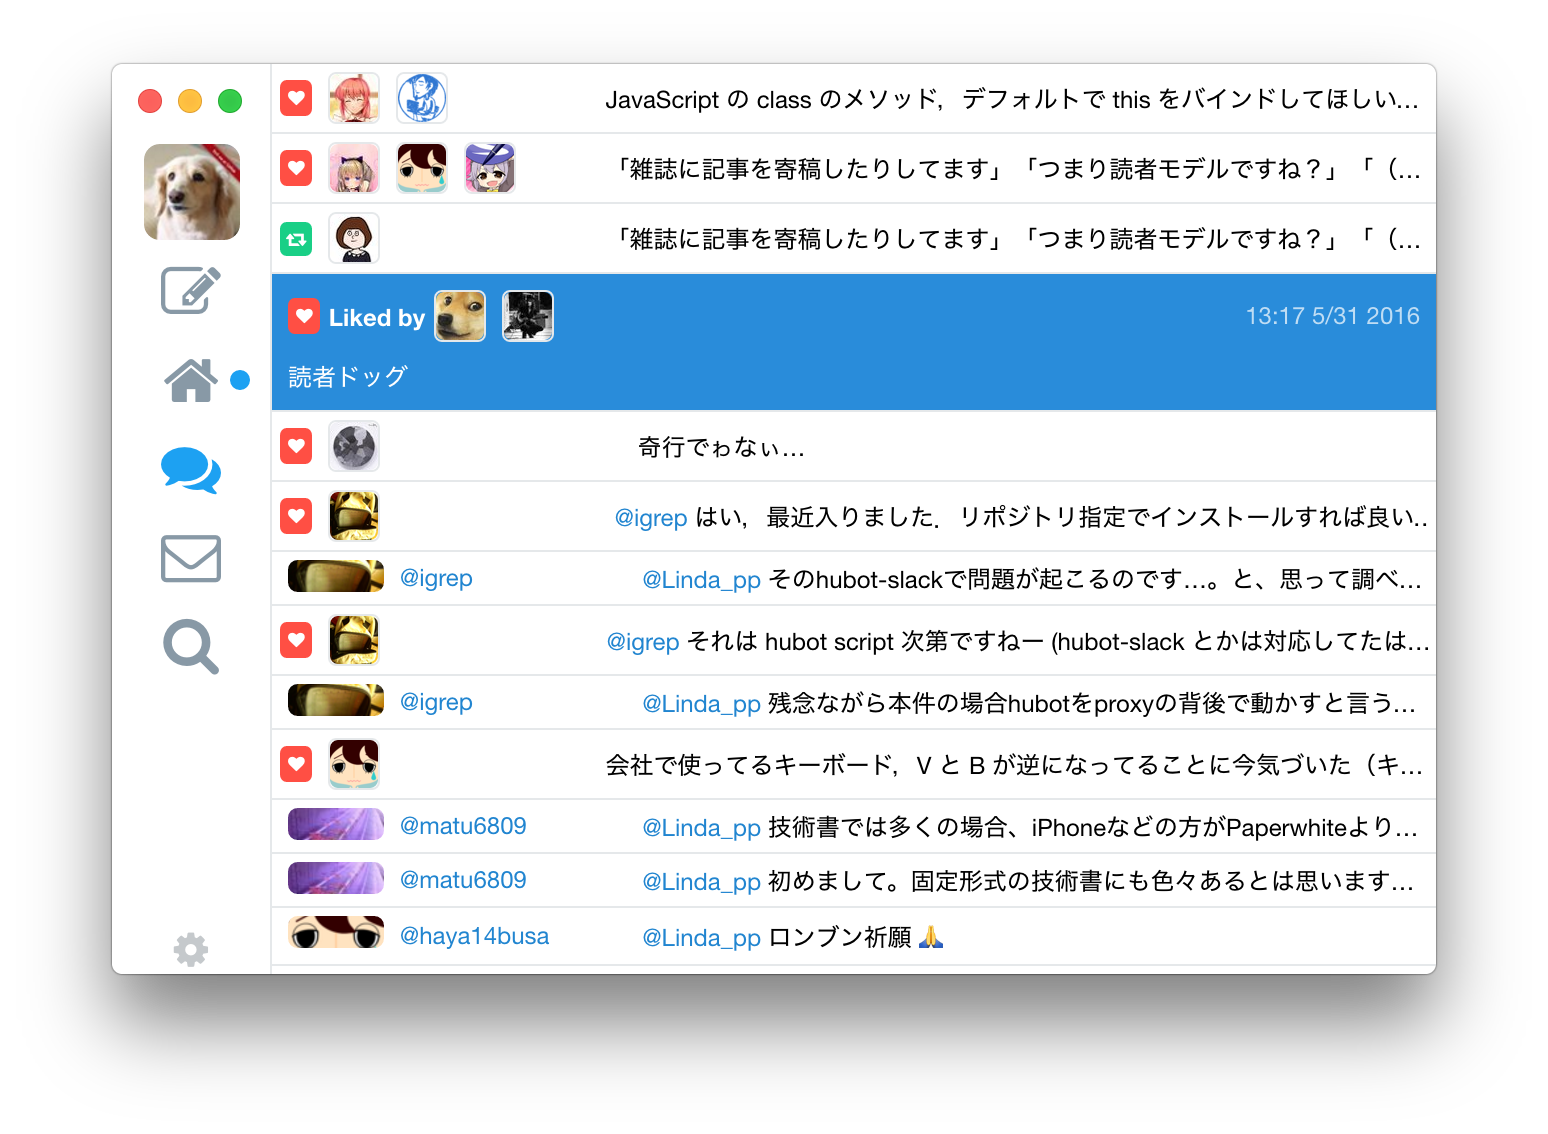 JavaScript の class のメソッド，デフォルトで this をバインドしてほしい…
「雑誌に記事を寄稿したりしてます」「つまり読者モデルですね？」「（…
「雑誌に記事を寄稿したりしてます」「つまり読者モデルですね？」「（…
Liked by 13:17 5/31 2016
読者ドッグ
奇行でゎなぃ…
@igrep はい，最近入りました．リポジトリ指定でインストールすれば良い..
@igrep @Linda_pp そのhubot-slackで問題が起こるのです…。と、思って調べ…
@igrep それは hubot script 次第ですねー (hubot-slack とかは対応してたは…
@igrep @Linda_pp 残念ながら本件の場合hubotをproxyの背後で動かすと言う…
会社で使ってるキーボード，V と B が逆になってることに今気づいた（キ…
@matu6809 @Linda_pp 技術書では多くの場合、iPhoneなどの方がPaperwhiteより…
@matu6809 @Linda_pp 初めまして。固定形式の技術書にも色々あるとは思います…
@haya14busa @Linda_pp ロンブン祈願 🙏